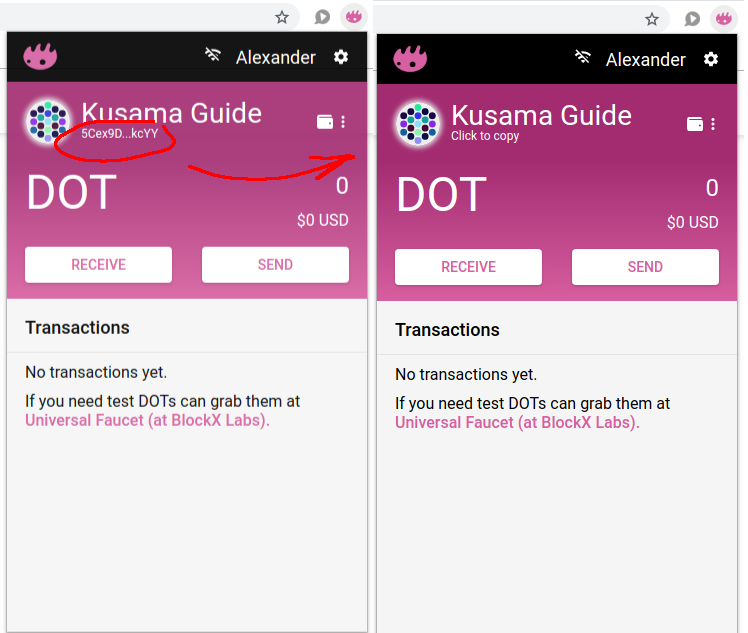 Alexander
Kusama Guide
5Cex9D...kcYY
DOT
0
$0 USD
RECEIVE
SEND
Transactions
No transactions yet.
If you need test DOTs can grab them at
Universal Faucet (at BlockX Labs).
Alexander
Kusama Guide
Click to copy
DOT
0
$0 USD
RECEIVE
SEND
Transactions
No transactions yet.
If you need test DOTs can grab them at
Universal Faucet (at BlockX Labs).